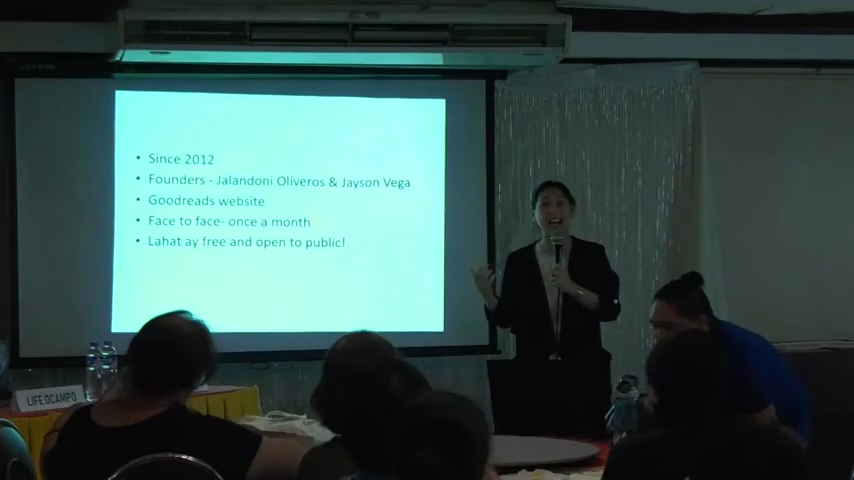 • Since 2012
• Founders - Jalandoni Oliveros & Jayson Vega
• Goodreads website
• Face to face- once a month
• Lahat ay free and open to public!
LIFE OCAMPO